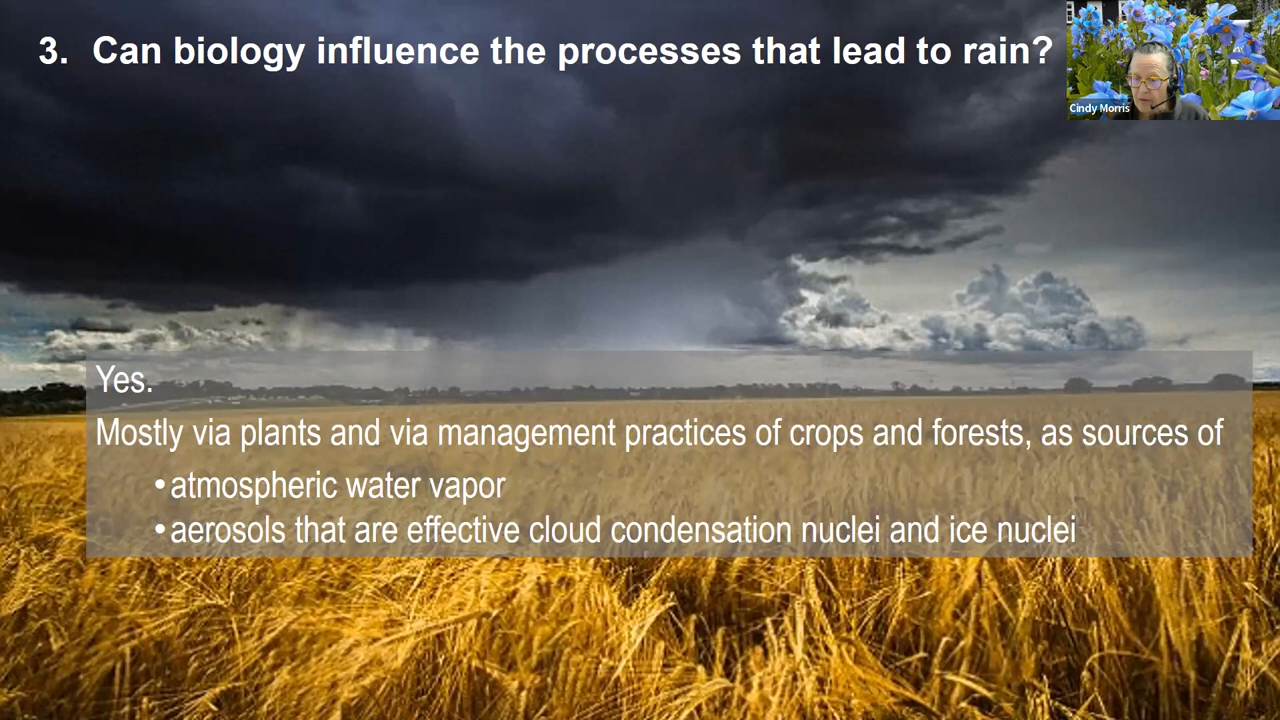 3. Can biology influence the processes that lead to rain?
Cindy Morris
Yes.
Mostly via plants and via management practices of crops and forests, as sources of
• atmospheric water vapor
• aerosols that are effective cloud condensation nuclei and ice nuclei